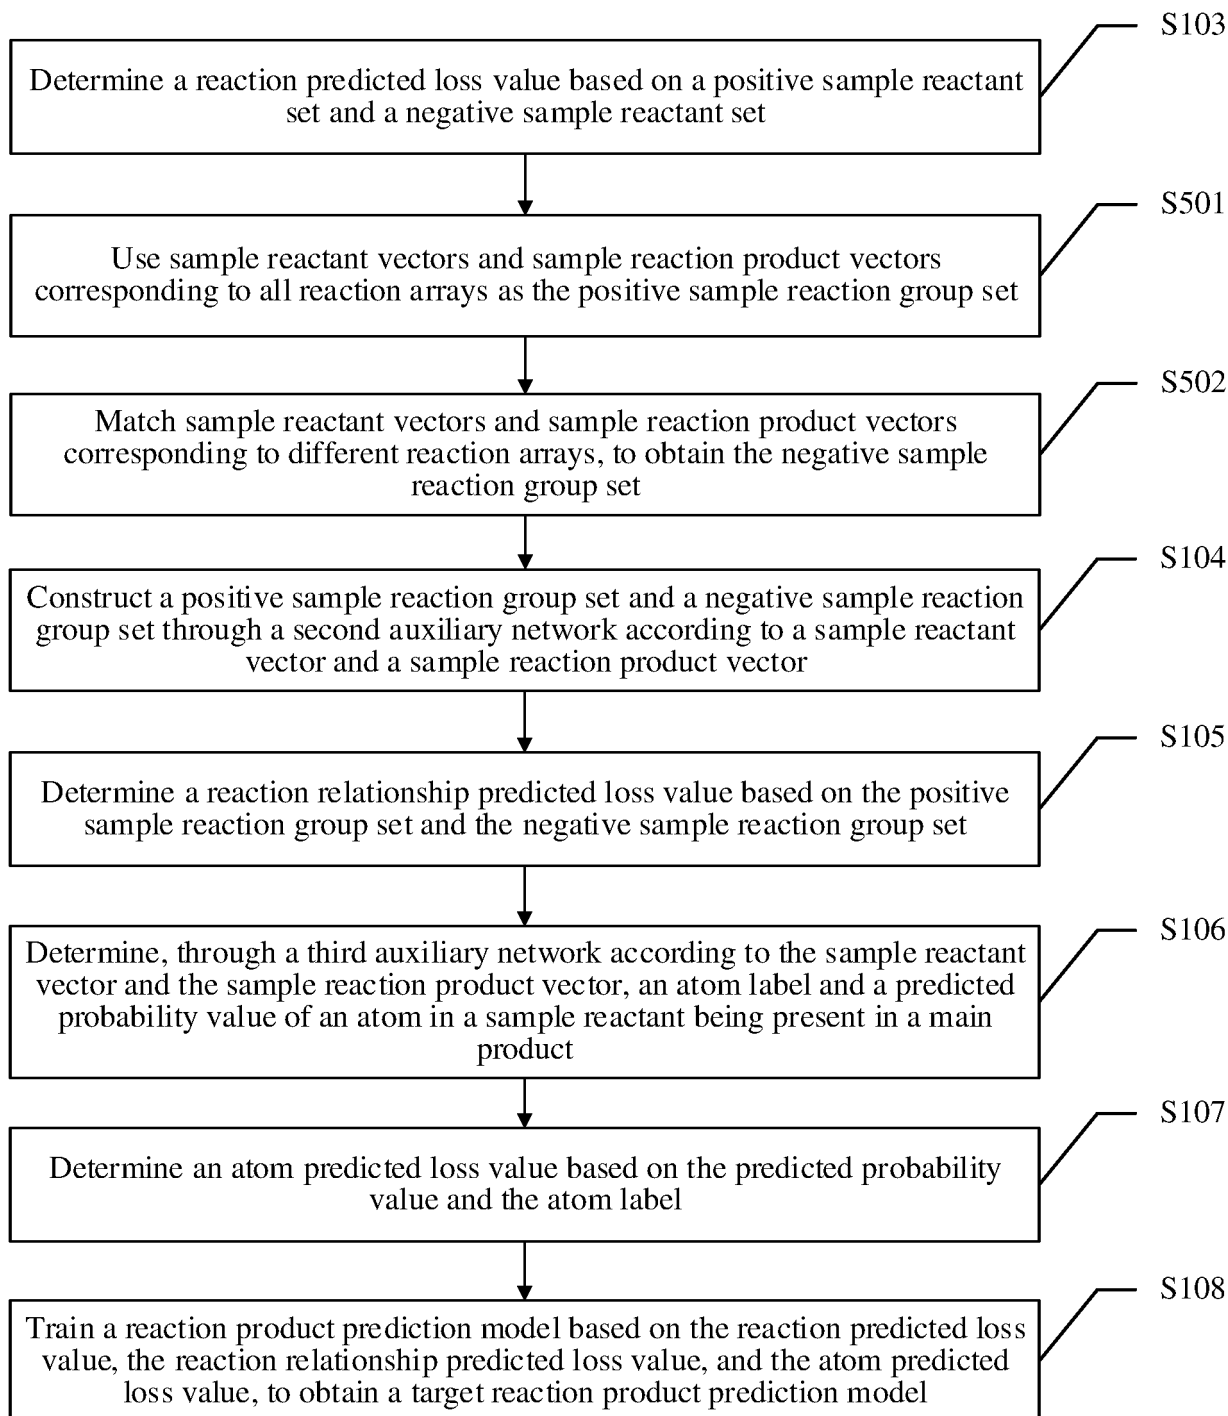 S103
Determine a reaction predicted loss value based on a positive sample reactant
set and a negative sample reactant set
S501
Use sample reactant vectors and sample reaction product vectors
corresponding to all reaction arrays as the positive sample reaction group set
S502
Match sample reactant vectors and sample reaction product vectors
corresponding to different reaction arrays, to obtain the negative sample
reaction group set
S104
Construct a positive sample reaction group set and a negative sample reaction
group set through a second auxiliary network according to a sample reactant
vector and a sample reaction product vector
S105
Determine a reaction relationship predicted loss value based on the positive
sample reaction group set and the negative sample reaction group set
S106
Determine, through a third auxiliary network according to the sample reactant
vector and the sample reaction product vector, an atom label and a predicted
probability value of an atom in a sample reactant being present in a main
product
S107
Determine an atom predicted loss value based on the predicted probability
value and the atom label
S108
Train a reaction product prediction model based on the reaction predicted loss
value, the reaction relationship predicted loss value, and the atom predicted
loss value, to obtain a target reaction product prediction model